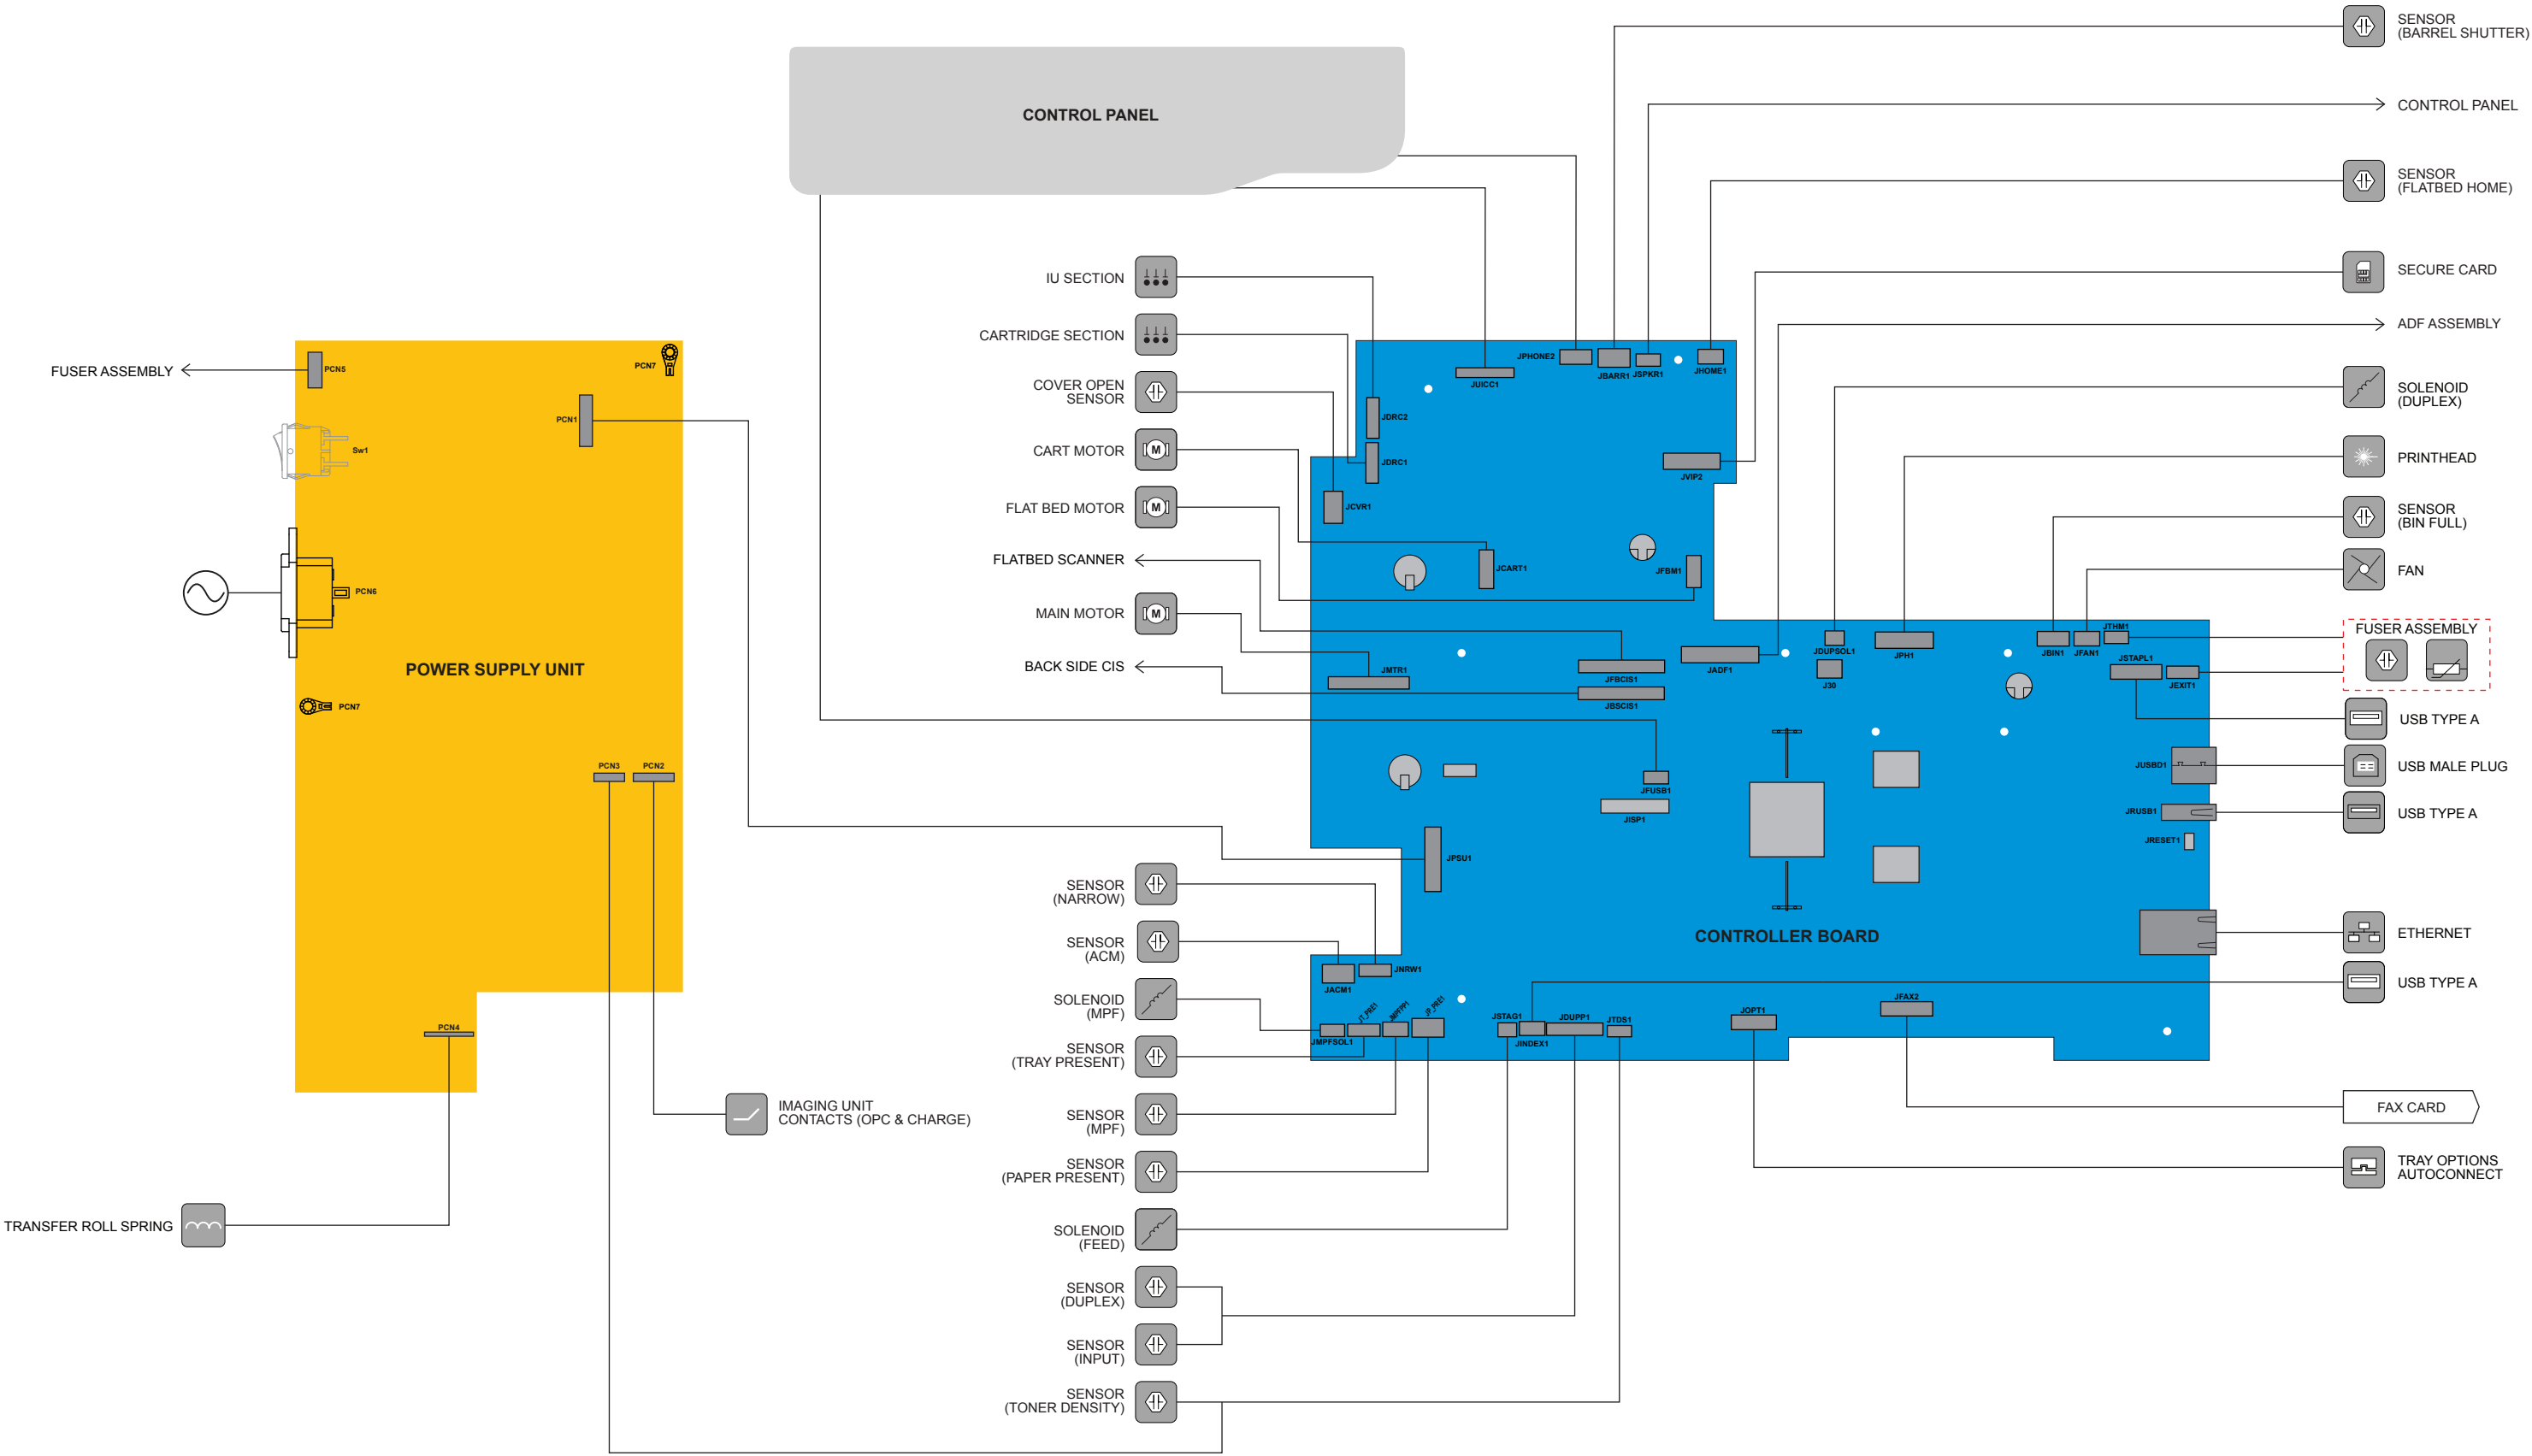 SENSOR
(BARREL SHUTTER)
CONTROL PANEL
CONTROL PANEL
SENSOR
(FLATBED HOME)
IU SECTION
SECURE CARD
CARTRIDGE SECTION
ADF ASSEMBLY
COVER OPEN
SENSOR
SOLENOID
(DUPLEX)
CART MOTOR
PRINTHEAD
FLAT BED MOTOR
SENSOR
(BIN FULL)
FLATBED SCANNER
FAN
MAIN MOTOR
FUSER ASSEMBLY
BACK SIDE CIS
USB TYPE A
USB MALE PLUG
USB TYPE A
ETHERNET
USB TYPE A
FAX CARD
TRAY OPTIONS
AUTOCONNECT
M
M
M
FUSER ASSEMBLY
PCN5
PCN7
PCN1
Sw1
PCN6
POWER SUPPLY UNIT
PCN7
PCN3
PCN2
PCN4
IMAGING UNIT
CONTACTS (OPC & CHARGE)
TRANSFER ROLL SPRING
JPHONE2
JBARR1
JSPKR1
JHOME1
JUICC1
JDRC2
JDRC1
JVIP2
JCVR1
JCART1
JFBM1
JTHM1
JDUPSOL1
JPH1
JBIN1
JFAN1
JSTAPL1
JMTR1
JFBCIS1
JADF1
J30
JEXIT1
JBSCIS1
JUSBD1
JFUSB1
JISP1
JRUSB1
JRESET1
JPSU1
CONTROLLER BOARD
JNRW1
JACM1
JFAX2
JT_PRE1
JMPFPP1
JP_PRE1
JSTAG1
JDUPP1
JTDS1
JOPT1
JMPFSOL1
JINDEX1
SENSOR
(NARROW)
SENSOR
(ACM)
SOLENOID
(MPF)
SENSOR
(TRAY PRESENT)
SENSOR
(MPF)
SENSOR
(PAPER PRESENT)
SOLENOID
(FEED)
SENSOR
(DUPLEX)
SENSOR
(INPUT)
SENSOR
(TONER DENSITY)